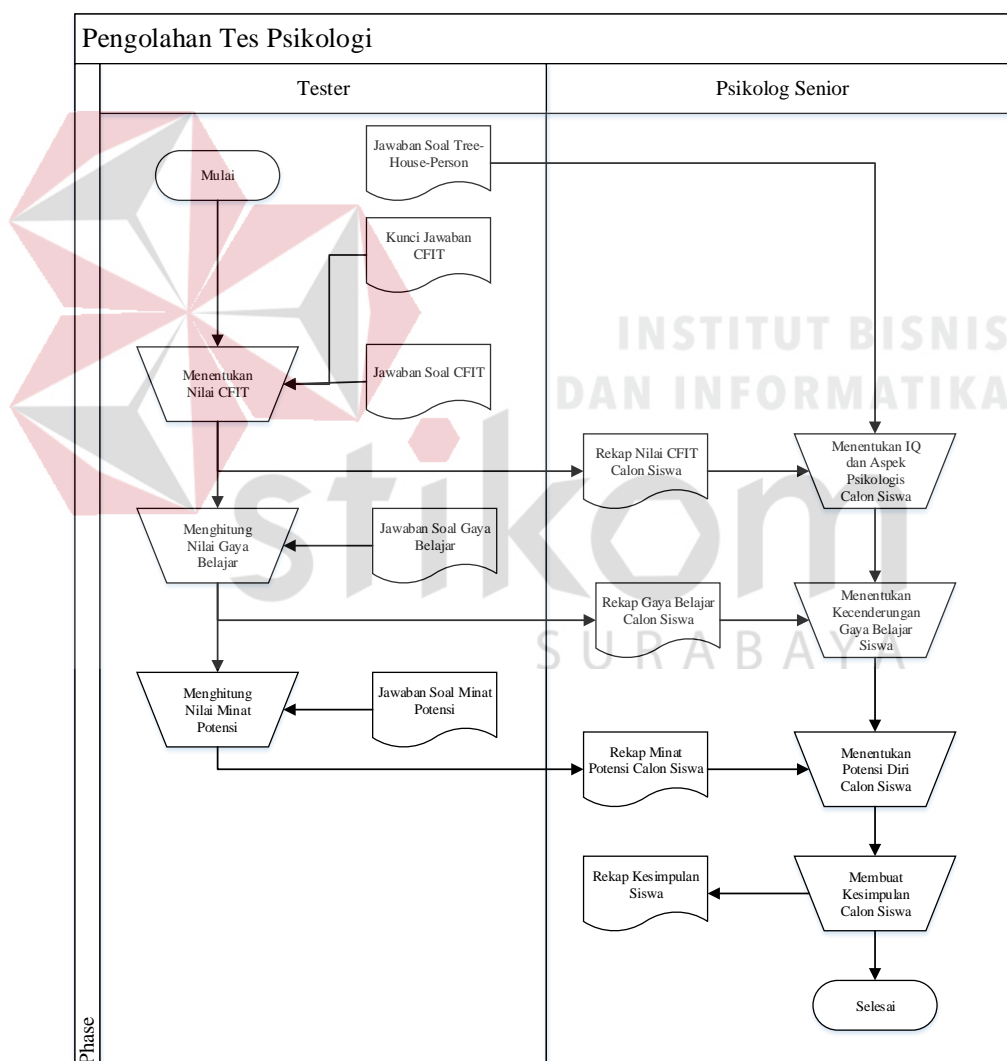 Pengolahan Tes Psikologi
Tester
Psikolog Senior
Phase
Mulai
Jawaban Soal Tree-
House-Person
Kunci Jawaban
CFIT
Menentukan
Nilai CFIT
Jawaban Soal CFIT
INSTITUT BISNIS
DAN INFORMATIKA
stikom
SURABAYA
Rekap Nilai CFIT
Calon Siswa
Menentukan IQ
dan Aspek
Psikologis
Calon Siswa
Menghitung
Nilai Gaya
Belajar
Jawaban Soal Gaya
Belajar
Rekap Gaya Belajar
Calon Siswa
Menentukan
Kecenderungan
Gaya Belajar
Siswa
Menghitung
Nilai Minat
Potensi
Jawaban Soal Minat
Potensi
Rekap Minat
Potensi Calon Siswa
Menentukan
Potensi Diri
Calon Siswa
Rekap Kesimpulan
Siswa
Membuat
Kesimpulan
Calon Siswa
Selesai